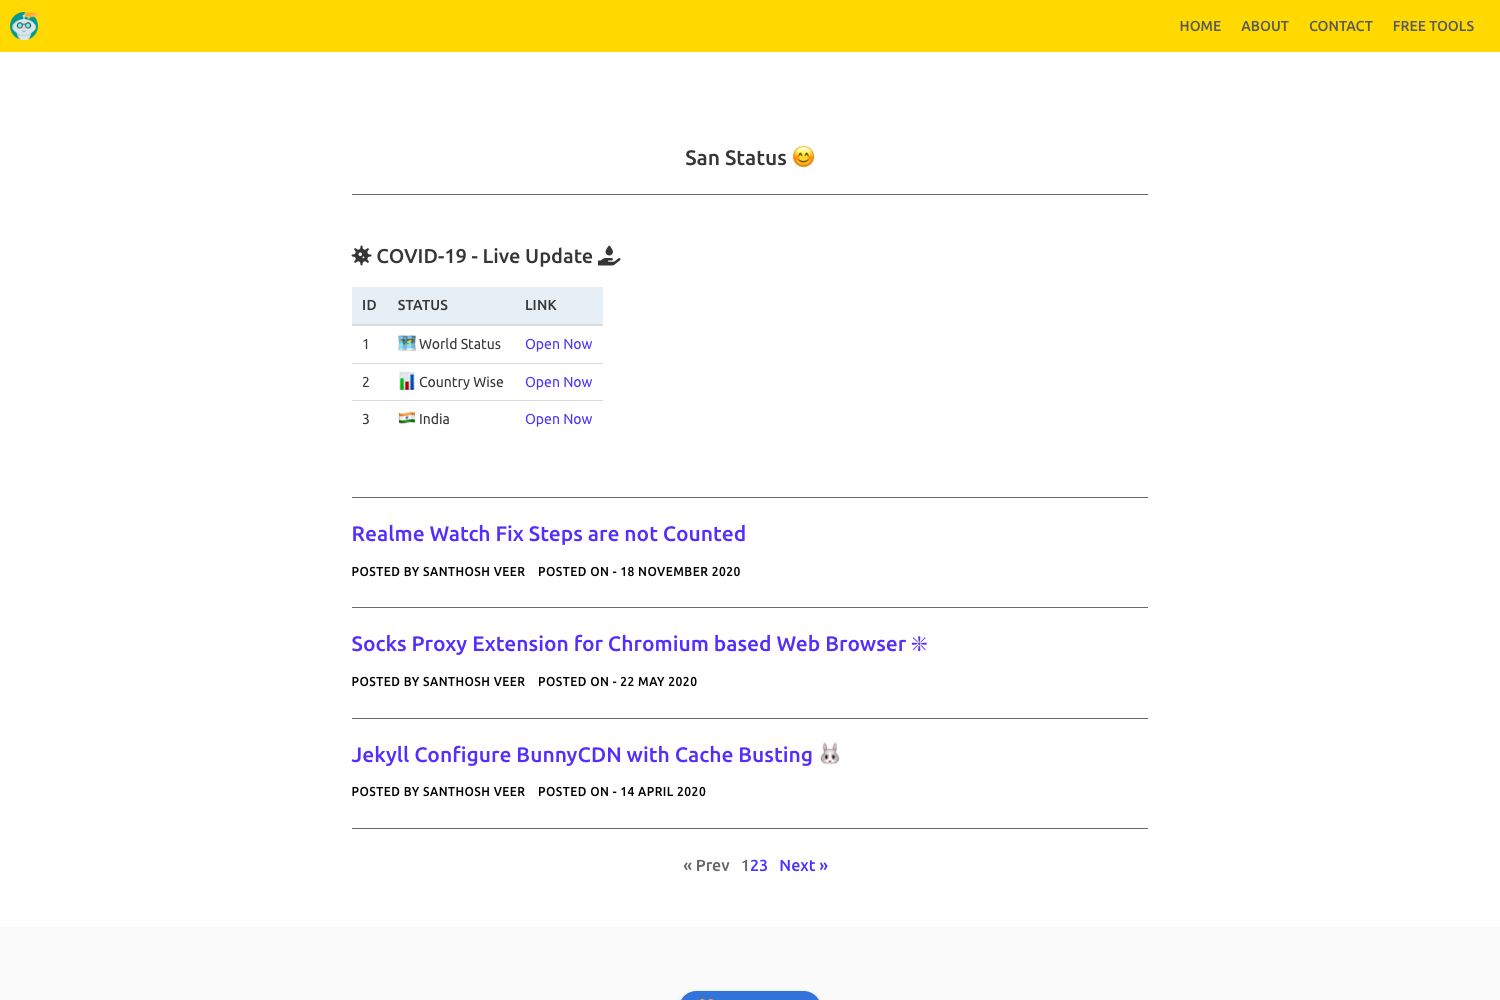 HOME ABOUT CONTACT FREE TOOLS
San Status 😊
COVID-19 - Live Update
ID STATUS LINK
1 🗺️ World Status Open Now
2 📊 Country Wise Open Now
3 🇮🇳 India Open Now
Realme Watch Fix Steps are not Counted
POSTED BY SANTHOSH VEER POSTED ON - 18 NOVEMBER 2020
Socks Proxy Extension for Chromium based Web Browser ❈
POSTED BY SANTHOSH VEER POSTED ON - 22 MAY 2020
Jekyll Configure BunnyCDN with Cache Busting 🐰
POSTED BY SANTHOSH VEER POSTED ON - 14 APRIL 2020
« Prev 123 Next »